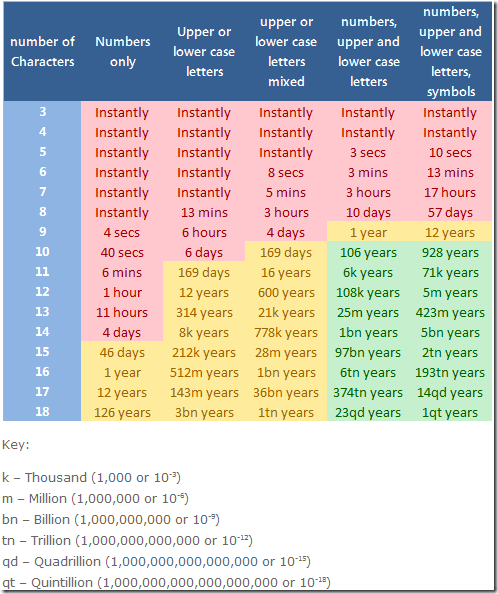 number of Characters Numbers only Upper or lower case letters upper or lower case letters mixed numbers, upper and lower case letters numbers, upper and lower case letters, symbols
3 Instantly Instantly Instantly Instantly Instantly
4 Instantly Instantly Instantly Instantly Instantly
5 Instantly Instantly Instantly 3 secs 10 secs
6 Instantly Instantly 8 secs 3 mins 13 mins
7 Instantly Instantly 5 mins 3 hours 17 hours
8 Instantly 13 mins 3 hours 10 days 57 days
9 4 secs 6 hours 4 days 1 year 12 years
10 40 secs 6 days 169 days 106 years 928 years
11 6 mins 169 days 16 years 6k years 71k years
12 1 hour 12 years 600 years 108k years 5m years
13 11 hours 314 years 21k years 25m years 423m years
14 4 days 8k years 778k years 1bn years 5bn years
15 46 days 212k years 28m years 97bn years 2tn years
16 1 year 512m years 1bn years 6tn years 193tn years
17 12 years 143m years 36bn years 374tn years 14qd years
18 126 years 3bn years 1tn years 23qd years 1qt years
Key:
k – Thousand (1,000 or 10⁻³)
m – Million (1,000,000 or 10⁻⁶)
bn – Billion (1,000,000,000 or 10⁻⁹)
tn – Trillion (1,000,000,000,000 or 10⁻¹²)
qd – Quadrillion (1,000,000,000,000,000 or 10⁻¹⁵)
qt – Quintillion (1,000,000,000,000,000,000 or 10⁻¹⁸)